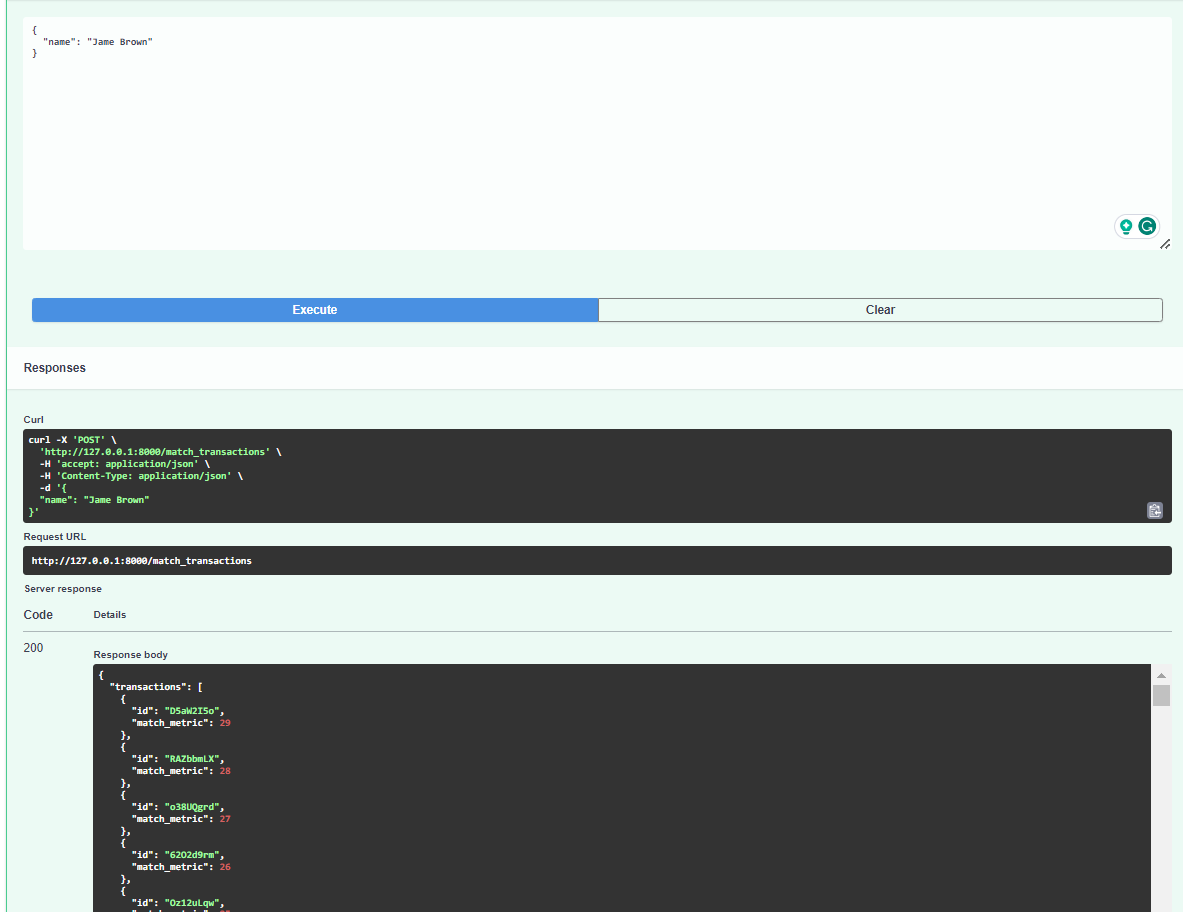 {
  "name": "Jame Brown"
}
Execute
Clear
Responses
Curl
curl -X 'POST' \
  'http://127.0.0.1:8000/match_transactions' \
  -H 'accept: application/json' \
  -H 'Content-Type: application/json' \
  -d '{
  "name": "Jame Brown"
}'
Request URL
http://127.0.0.1:8000/match_transactions
Server response
Code Details
200
Response body
{
  "transactions": [
    {
      "id": "D5aW2I5o",
      "match_metric": 29
    },
    {
      "id": "RAZbbmLX",
      "match_metric": 28
    },
    {
      "id": "o38UQgrd",
      "match_metric": 27
    },
    {
      "id": "62O2d9rm",
      "match_metric": 26
    },
    {
      "id": "Oz12uLqw",